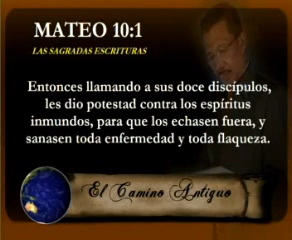 MATEO 10:1
LAS SAGRADAS ESCRITURAS
Entonces llamando a sus doce discípulos,
les dio potestad contra los espíritus
inmundos, para que los echasen fuera, y
sanasen toda enfermedad y toda flaqueza.
El Camino Antiguo